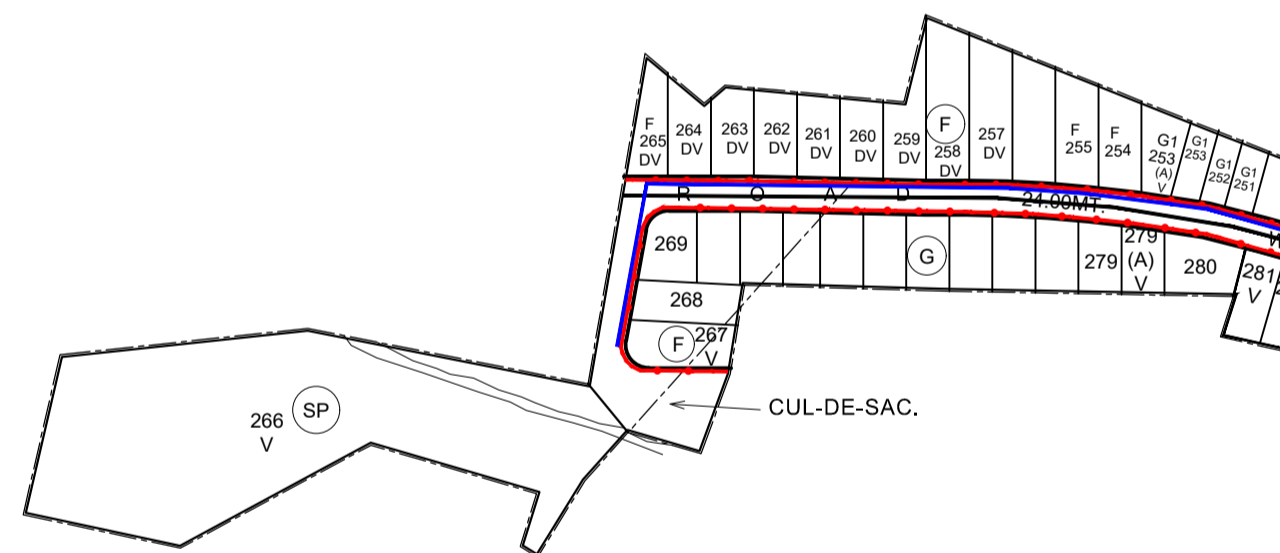 F
265
DV
264
DV
263
DV
262
DV
261
DV
260
DV
259
DV
F
258
DV
257
DV
F
255
F
254
G1
253
(A)
V
G1
253
G1
252
G1
251
R O A D
24.00MT.
W
269
268
F
267
V
G
279
279
(A)
V
280
281
V
CUL-DE-SAC.
SP
266
V